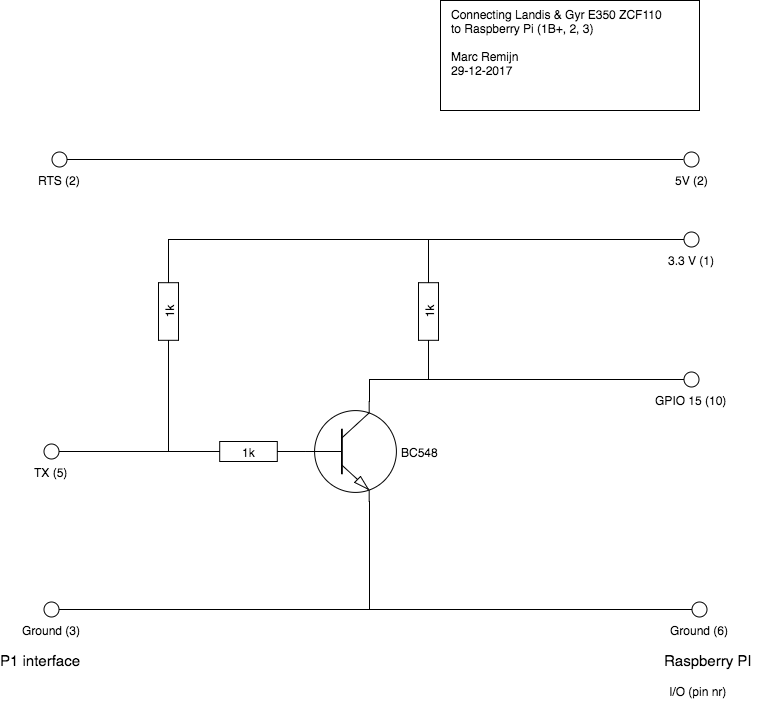 Connecting Landis & Gyr E350 ZCF110
to Raspberry Pi (1B+, 2, 3)
Marc Remijn
29-12-2017
RTS (2)
5V (2)
3.3 V (1)
1k
1k
GPIO 15 (10)
1k
BC548
TX (5)
Ground (3)
Ground (6)
P1 interface
Raspberry PI
I/O (pin nr)